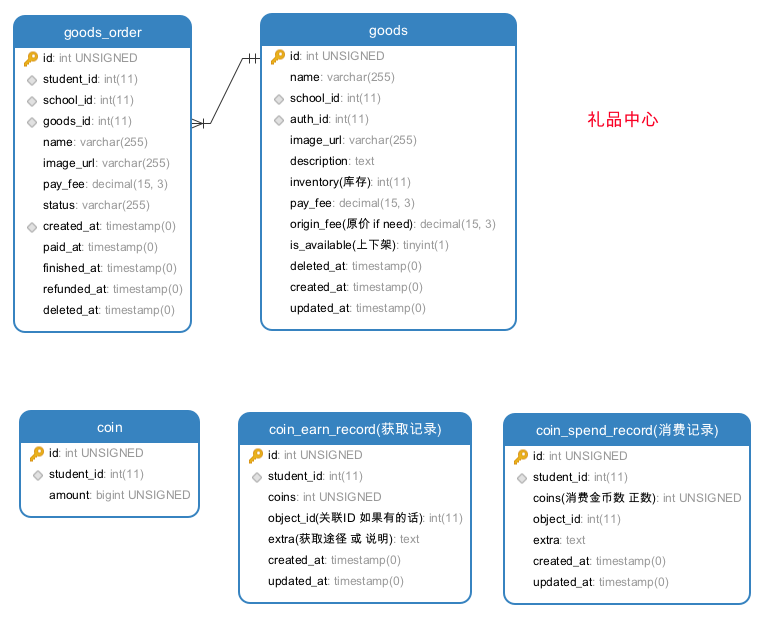 goods_order
id: int UNSIGNED
student_id: int(11)
school_id: int(11)
goods_id: int(11)
name: varchar(255)
image_url: varchar(255)
pay_fee: decimal(15, 3)
status: varchar(255)
created_at: timestamp(0)
paid_at: timestamp(0)
finished_at: timestamp(0)
refunded_at: timestamp(0)
deleted_at: timestamp(0)
goods
id: int UNSIGNED
name: varchar(255)
school_id: int(11)
auth_id: int(11)
image_url: varchar(255)
description: text
inventory(库存): int(11)
pay_fee: decimal(15, 3)
origin_fee(原价 if need): decimal(15, 3)
is_available(上下架): tinyint(1)
deleted_at: timestamp(0)
created_at: timestamp(0)
updated_at: timestamp(0)
礼品中心
coin
id: int UNSIGNED
student_id: int(11)
amount: bigint UNSIGNED
coin_earn_record(获取记录)
id: int UNSIGNED
student_id: int(11)
coins: int UNSIGNED
object_id(关联ID 如果有的话): int(11)
extra(获取途径 或 说明): text
created_at: timestamp(0)
updated_at: timestamp(0)
coin_spend_record(消费记录)
id: int UNSIGNED
student_id: int(11)
coins(消费金币数 正数): int UNSIGNED
object_id: int(11)
extra: text
created_at: timestamp(0)
updated_at: timestamp(0)